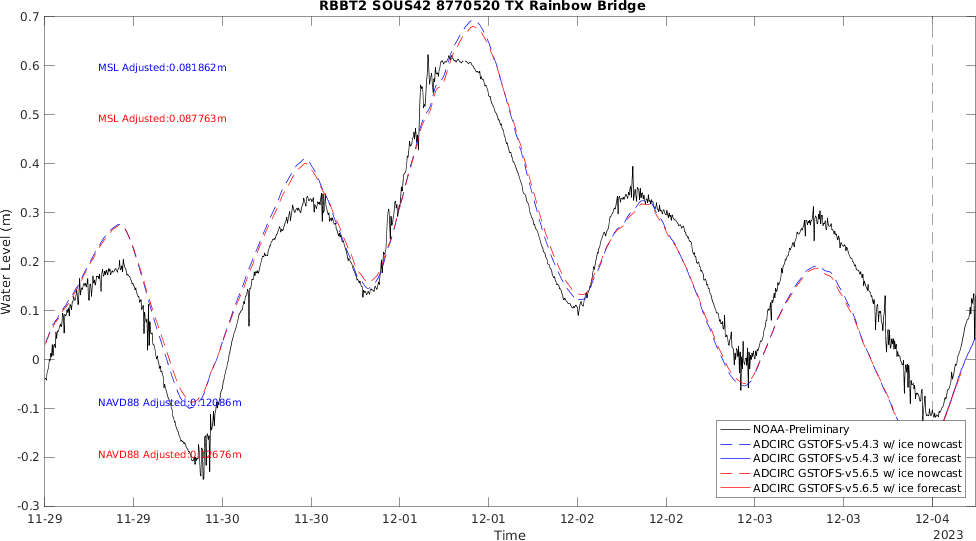 RBBT2 SOUS42 8770520 TX Rainbow Bridge
0.7
0.6
0.5
0.4
0.3
0.2
0.1
0
-0.1
-0.2
-0.3
Water Level (m)
MSL Adjusted:0.081862m
MSL Adjusted:0.087763m
NAVD88 Adjusted:0.12086m
NAVD88 Adjusted:0.12676m
NOAA-Preliminary
ADCIRC GSTOFS-v5.4.3 w/ ice nowcast
ADCIRC GSTOFS-v5.4.3 w/ ice forecast
ADCIRC GSTOFS-v5.6.5 w/ ice nowcast
ADCIRC GSTOFS-v5.6.5 w/ ice forecast
11-29 11-29 11-30 11-30 12-01 12-01 12-02 12-02 12-03 12-03 12-04
Time
2023